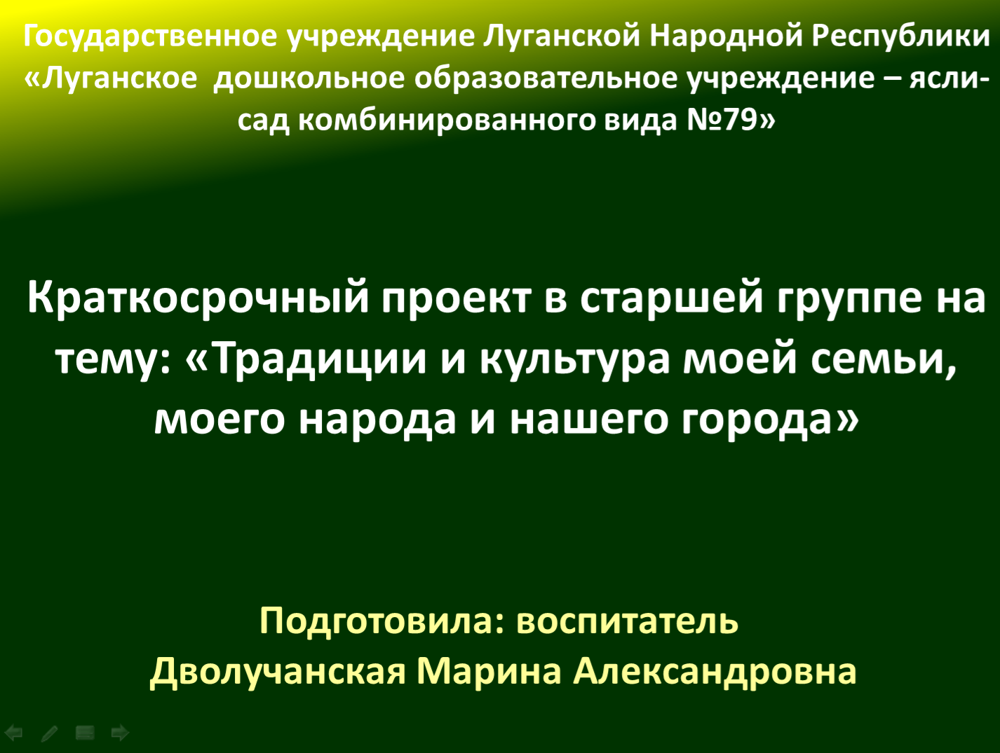 Государственное учреждение Луганской Народной Республики
«Луганское  дошкольное образовательное учреждение – ясли-
сад комбинированного вида №79»
Краткосрочный проект в старшей группе на
тему: «Традиции и культура моей семьи,
моего народа и нашего города»
Подготовила: воспитатель
Дволучанская Марина Александровна